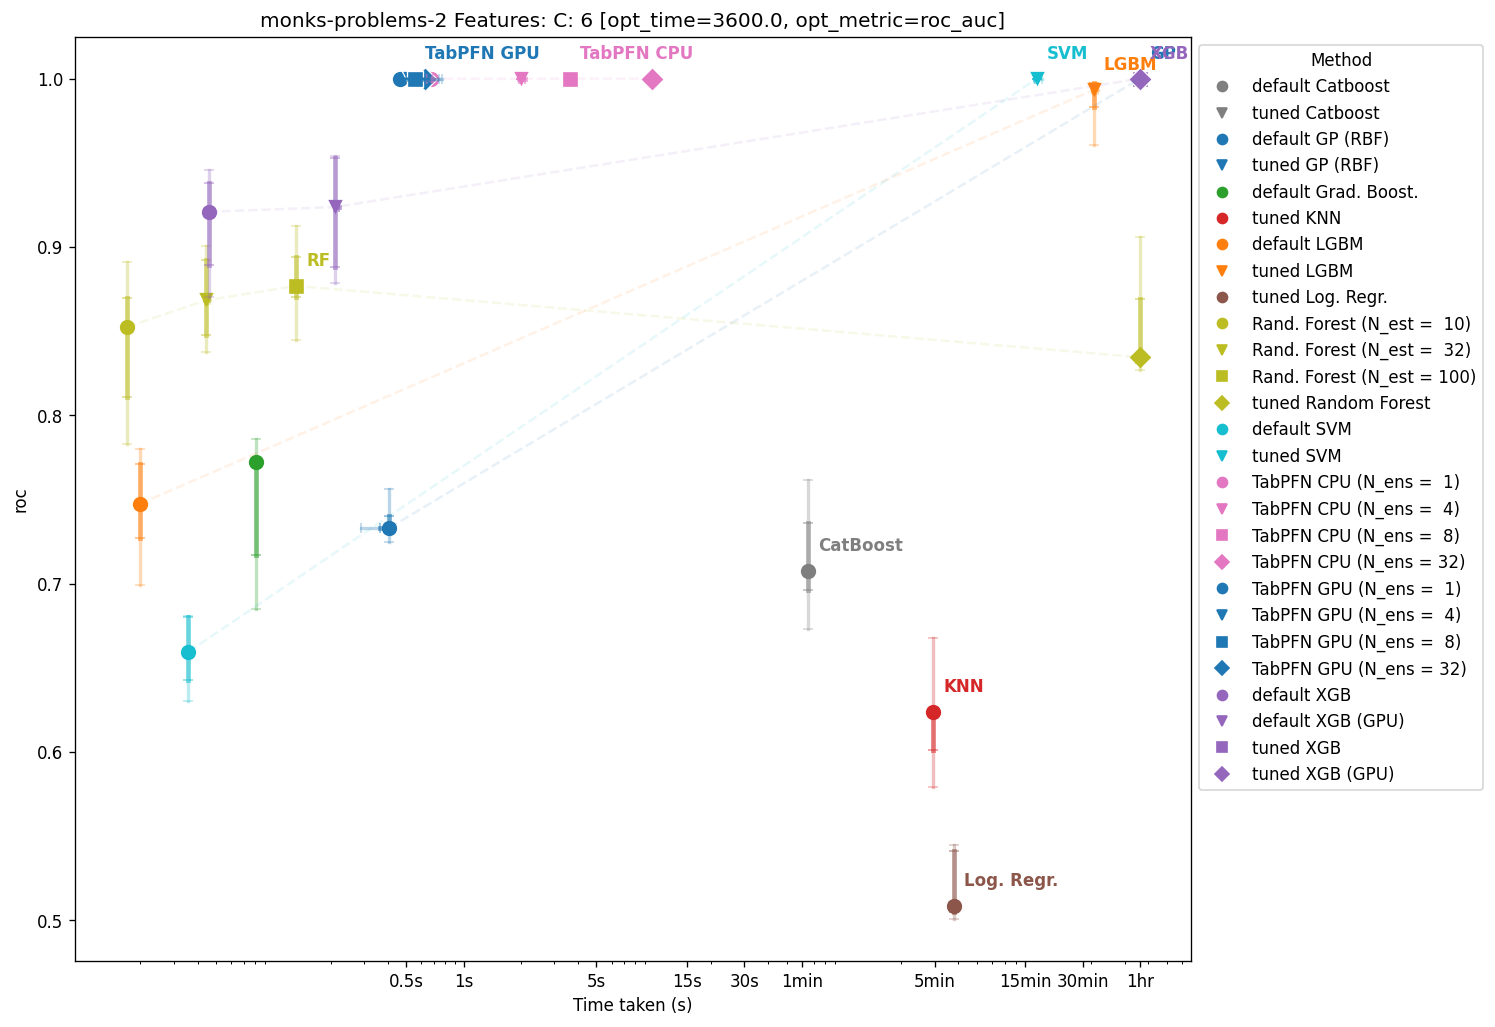 monks-problems-2 Features: C: 6 [opt_time=3600.0, opt_metric=roc_auc]
TabPFN GPU
TabPFN CPU
SVM
XGB
LGBM
RF
CatBoost
KNN
Log. Regr.
1.0
0.9
0.8
0.7
0.6
0.5
roc
0.5s 1s 5s 15s 30s 1min 5min 15min 30min 1hr
Time taken (s)
Method
default Catboost
tuned Catboost
default GP (RBF)
tuned GP (RBF)
default Grad. Boost.
tuned KNN
default LGBM
tuned LGBM
tuned Log. Regr.
Rand. Forest (N_est =  10)
Rand. Forest (N_est =  32)
Rand. Forest (N_est = 100)
tuned Random Forest
default SVM
tuned SVM
TabPFN CPU (N_ens =  1)
TabPFN CPU (N_ens =  4)
TabPFN CPU (N_ens =  8)
TabPFN CPU (N_ens = 32)
TabPFN GPU (N_ens =  1)
TabPFN GPU (N_ens =  4)
TabPFN GPU (N_ens =  8)
TabPFN GPU (N_ens = 32)
default XGB
default XGB (GPU)
tuned XGB
tuned XGB (GPU)